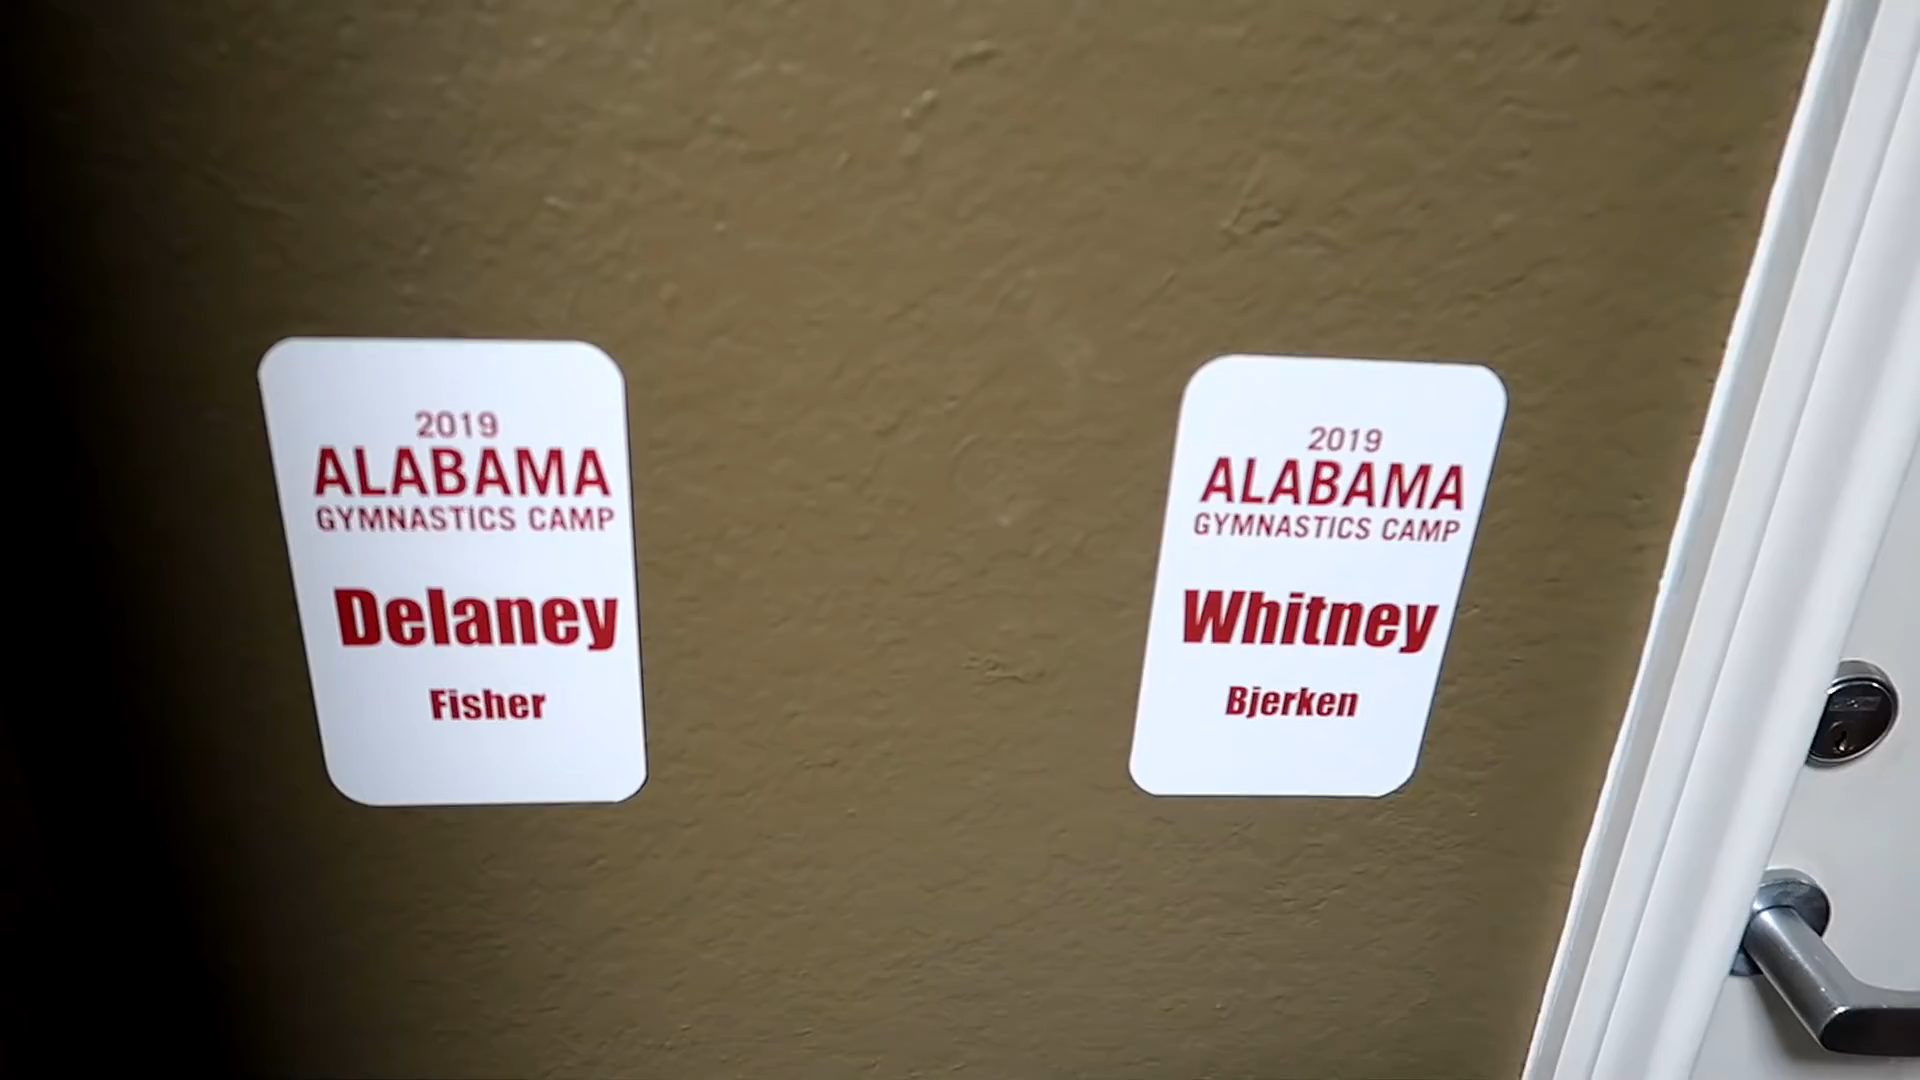 2019
ALABAMA
GYMNASTICS CAMP
Delaney
Fisher
2019
ALABAMA
GYMNASTICS CAMP
Whitney
Bjerken